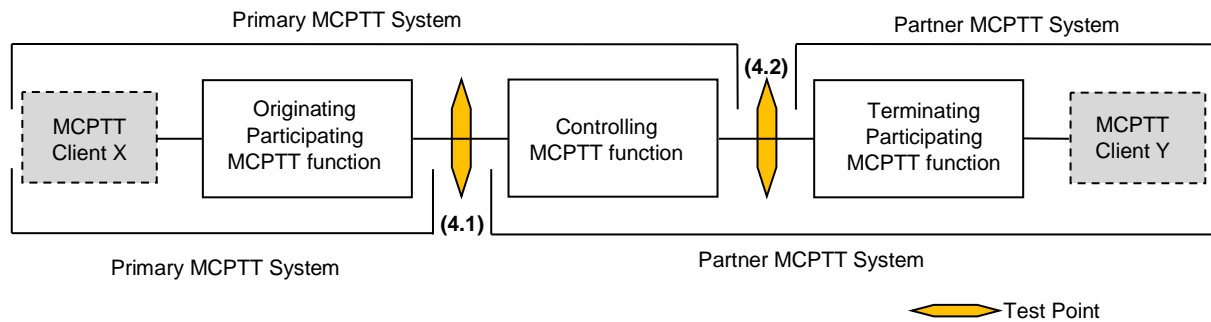 Primary MCPTT System
Partner MCPTT System
(4.2)
MCPTT
Client X
Originating
Participating
MCPTT function
Controlling
MCPTT function
Terminating
Participating
MCPTT function
MCPTT
Client Y
(4.1)
Primary MCPTT System
Partner MCPTT System
Test Point